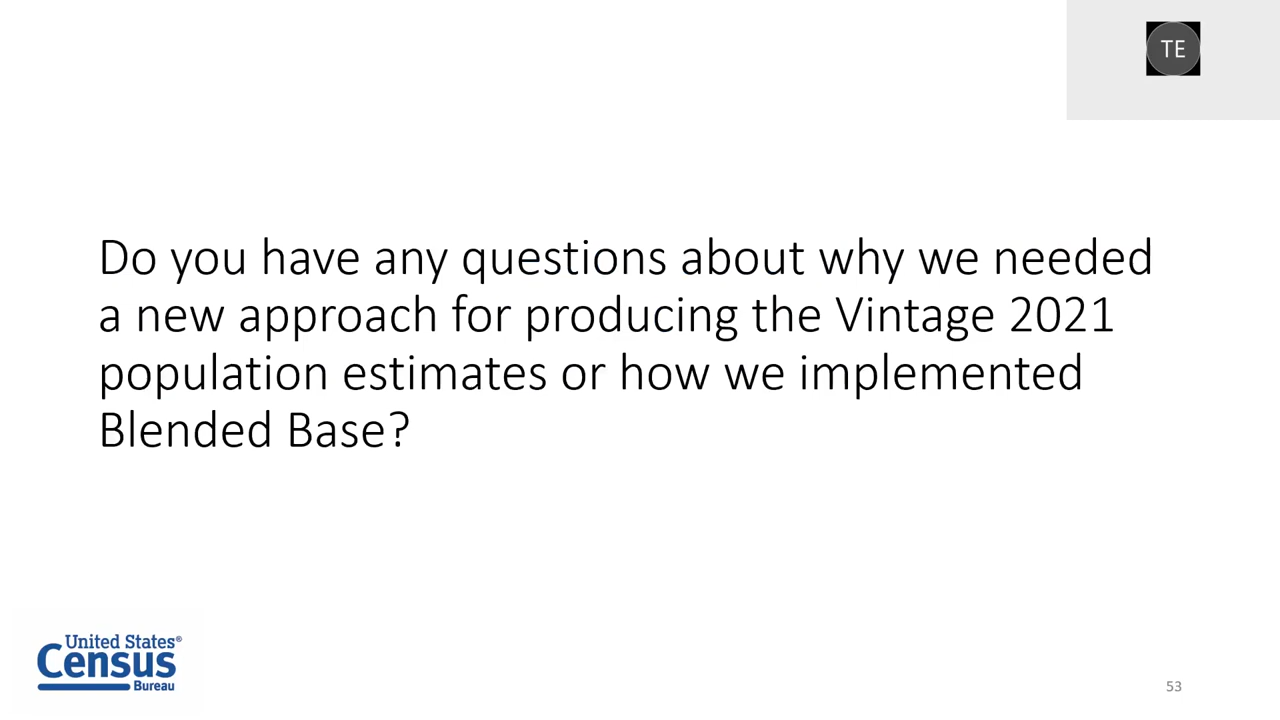 TE
Do you have any questions about why we needed
a new approach for producing the Vintage 2021
population estimates or how we implemented
Blended Base?
United States®
Census
Bureau
53